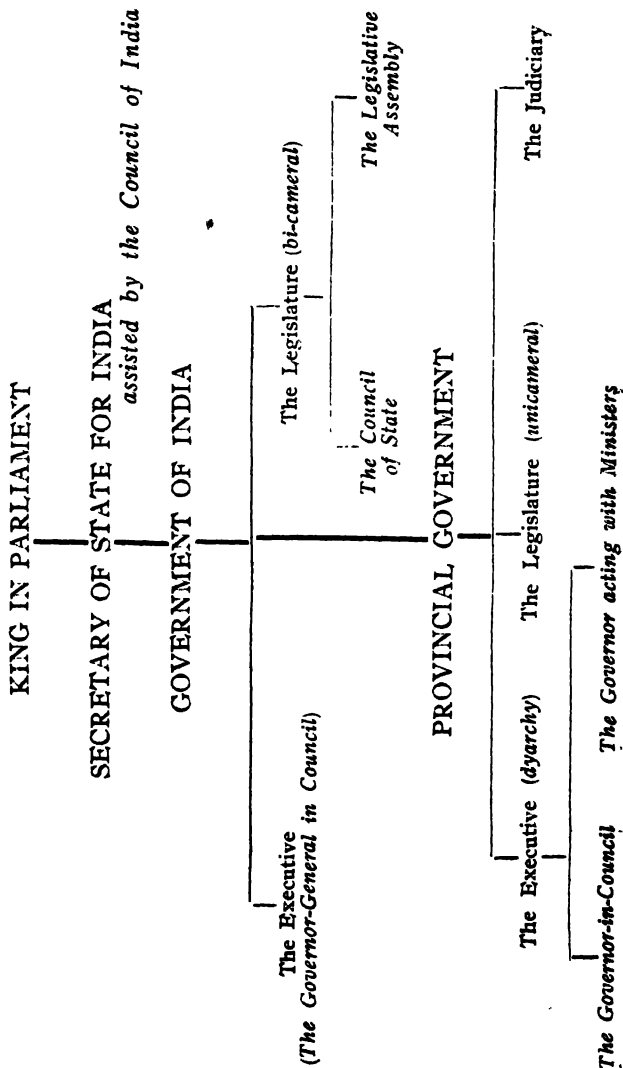 KING IN PARLIAMENT
SECRETARY OF STATE FOR INDIA
assisted by the Council of India
GOVERNMENT OF INDIA
The Executive
(The Governor-General in Council)
The Legislature (bi-cameral)
The Council
of State
The Legislative
Assembly
PROVINCIAL GOVERNMENT
The Executive (dyarchy)
The Legislature (unicameral)
The Judiciary
The Governor-in-Council
The Governor acting with Ministers